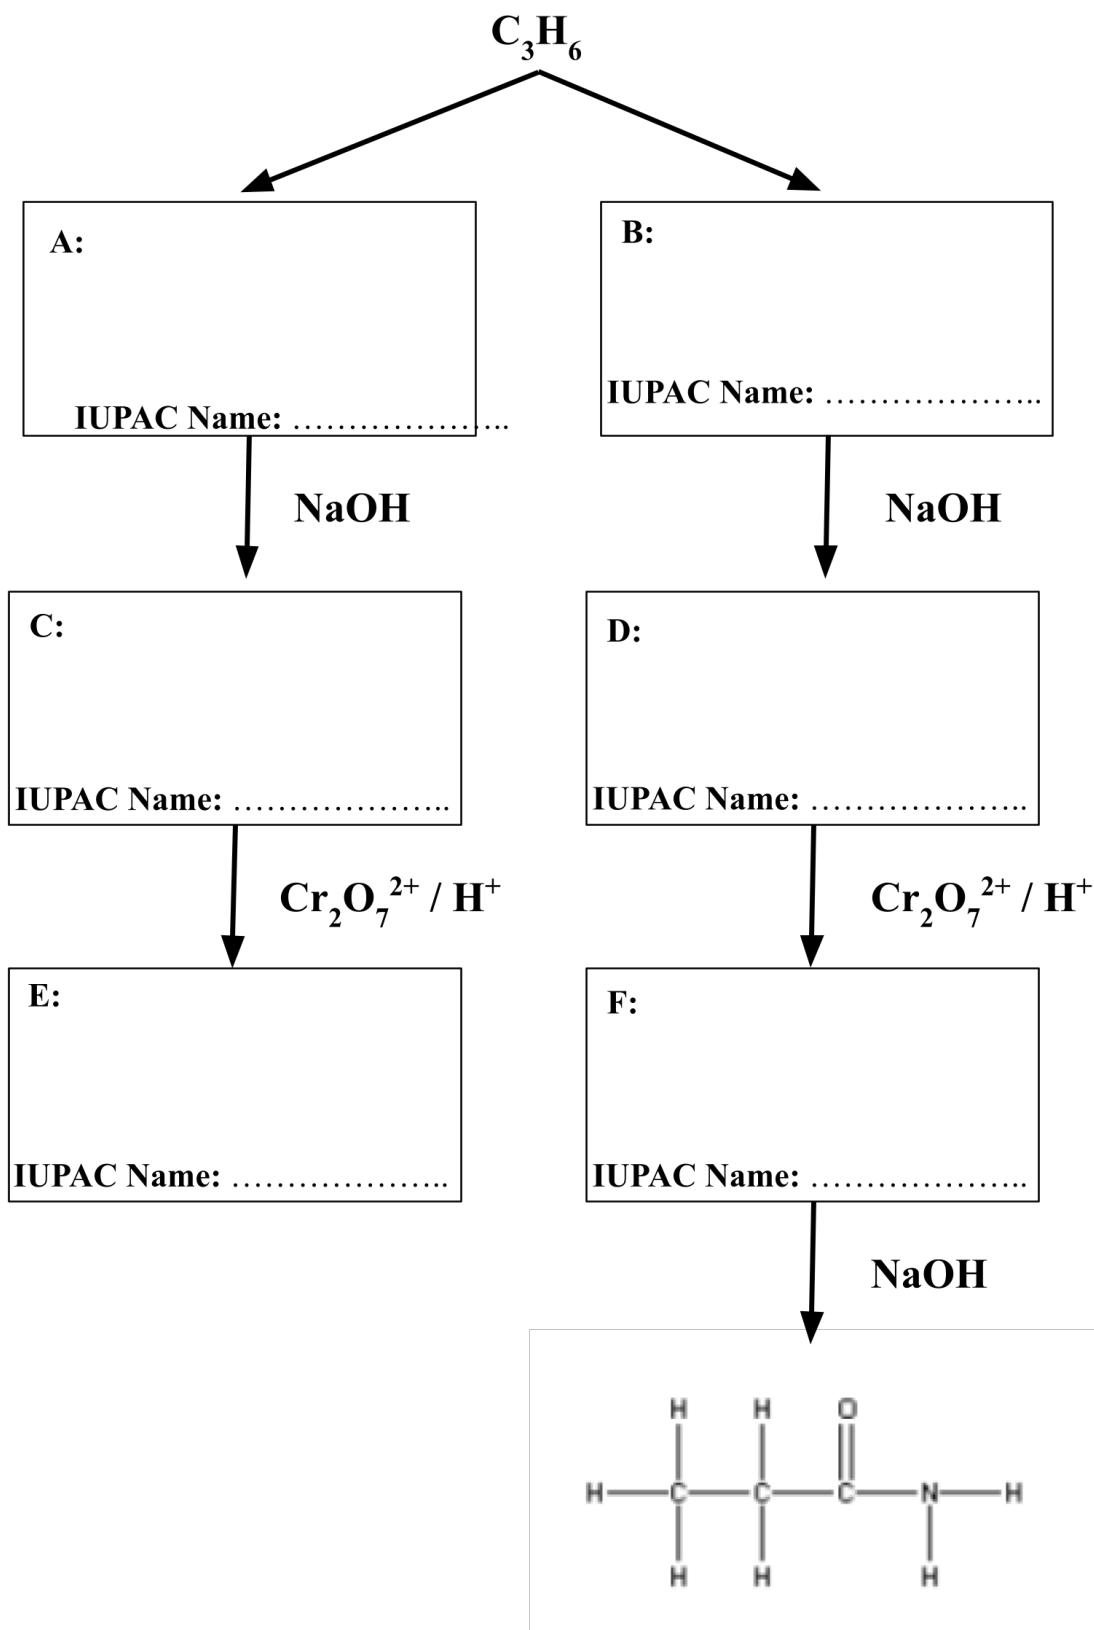 C₃H₆
A:
B:
IUPAC Name: …………………..
IUPAC Name: …………………..
NaOH
NaOH
C:
D:
IUPAC Name: …………………..
IUPAC Name: …………………..
Cr₂O₇²⁺ / H⁺
Cr₂O₇²⁺ / H⁺
E:
F:
IUPAC Name: …………………..
IUPAC Name: …………………..
NaOH
H H O
H C C C N H
H H H